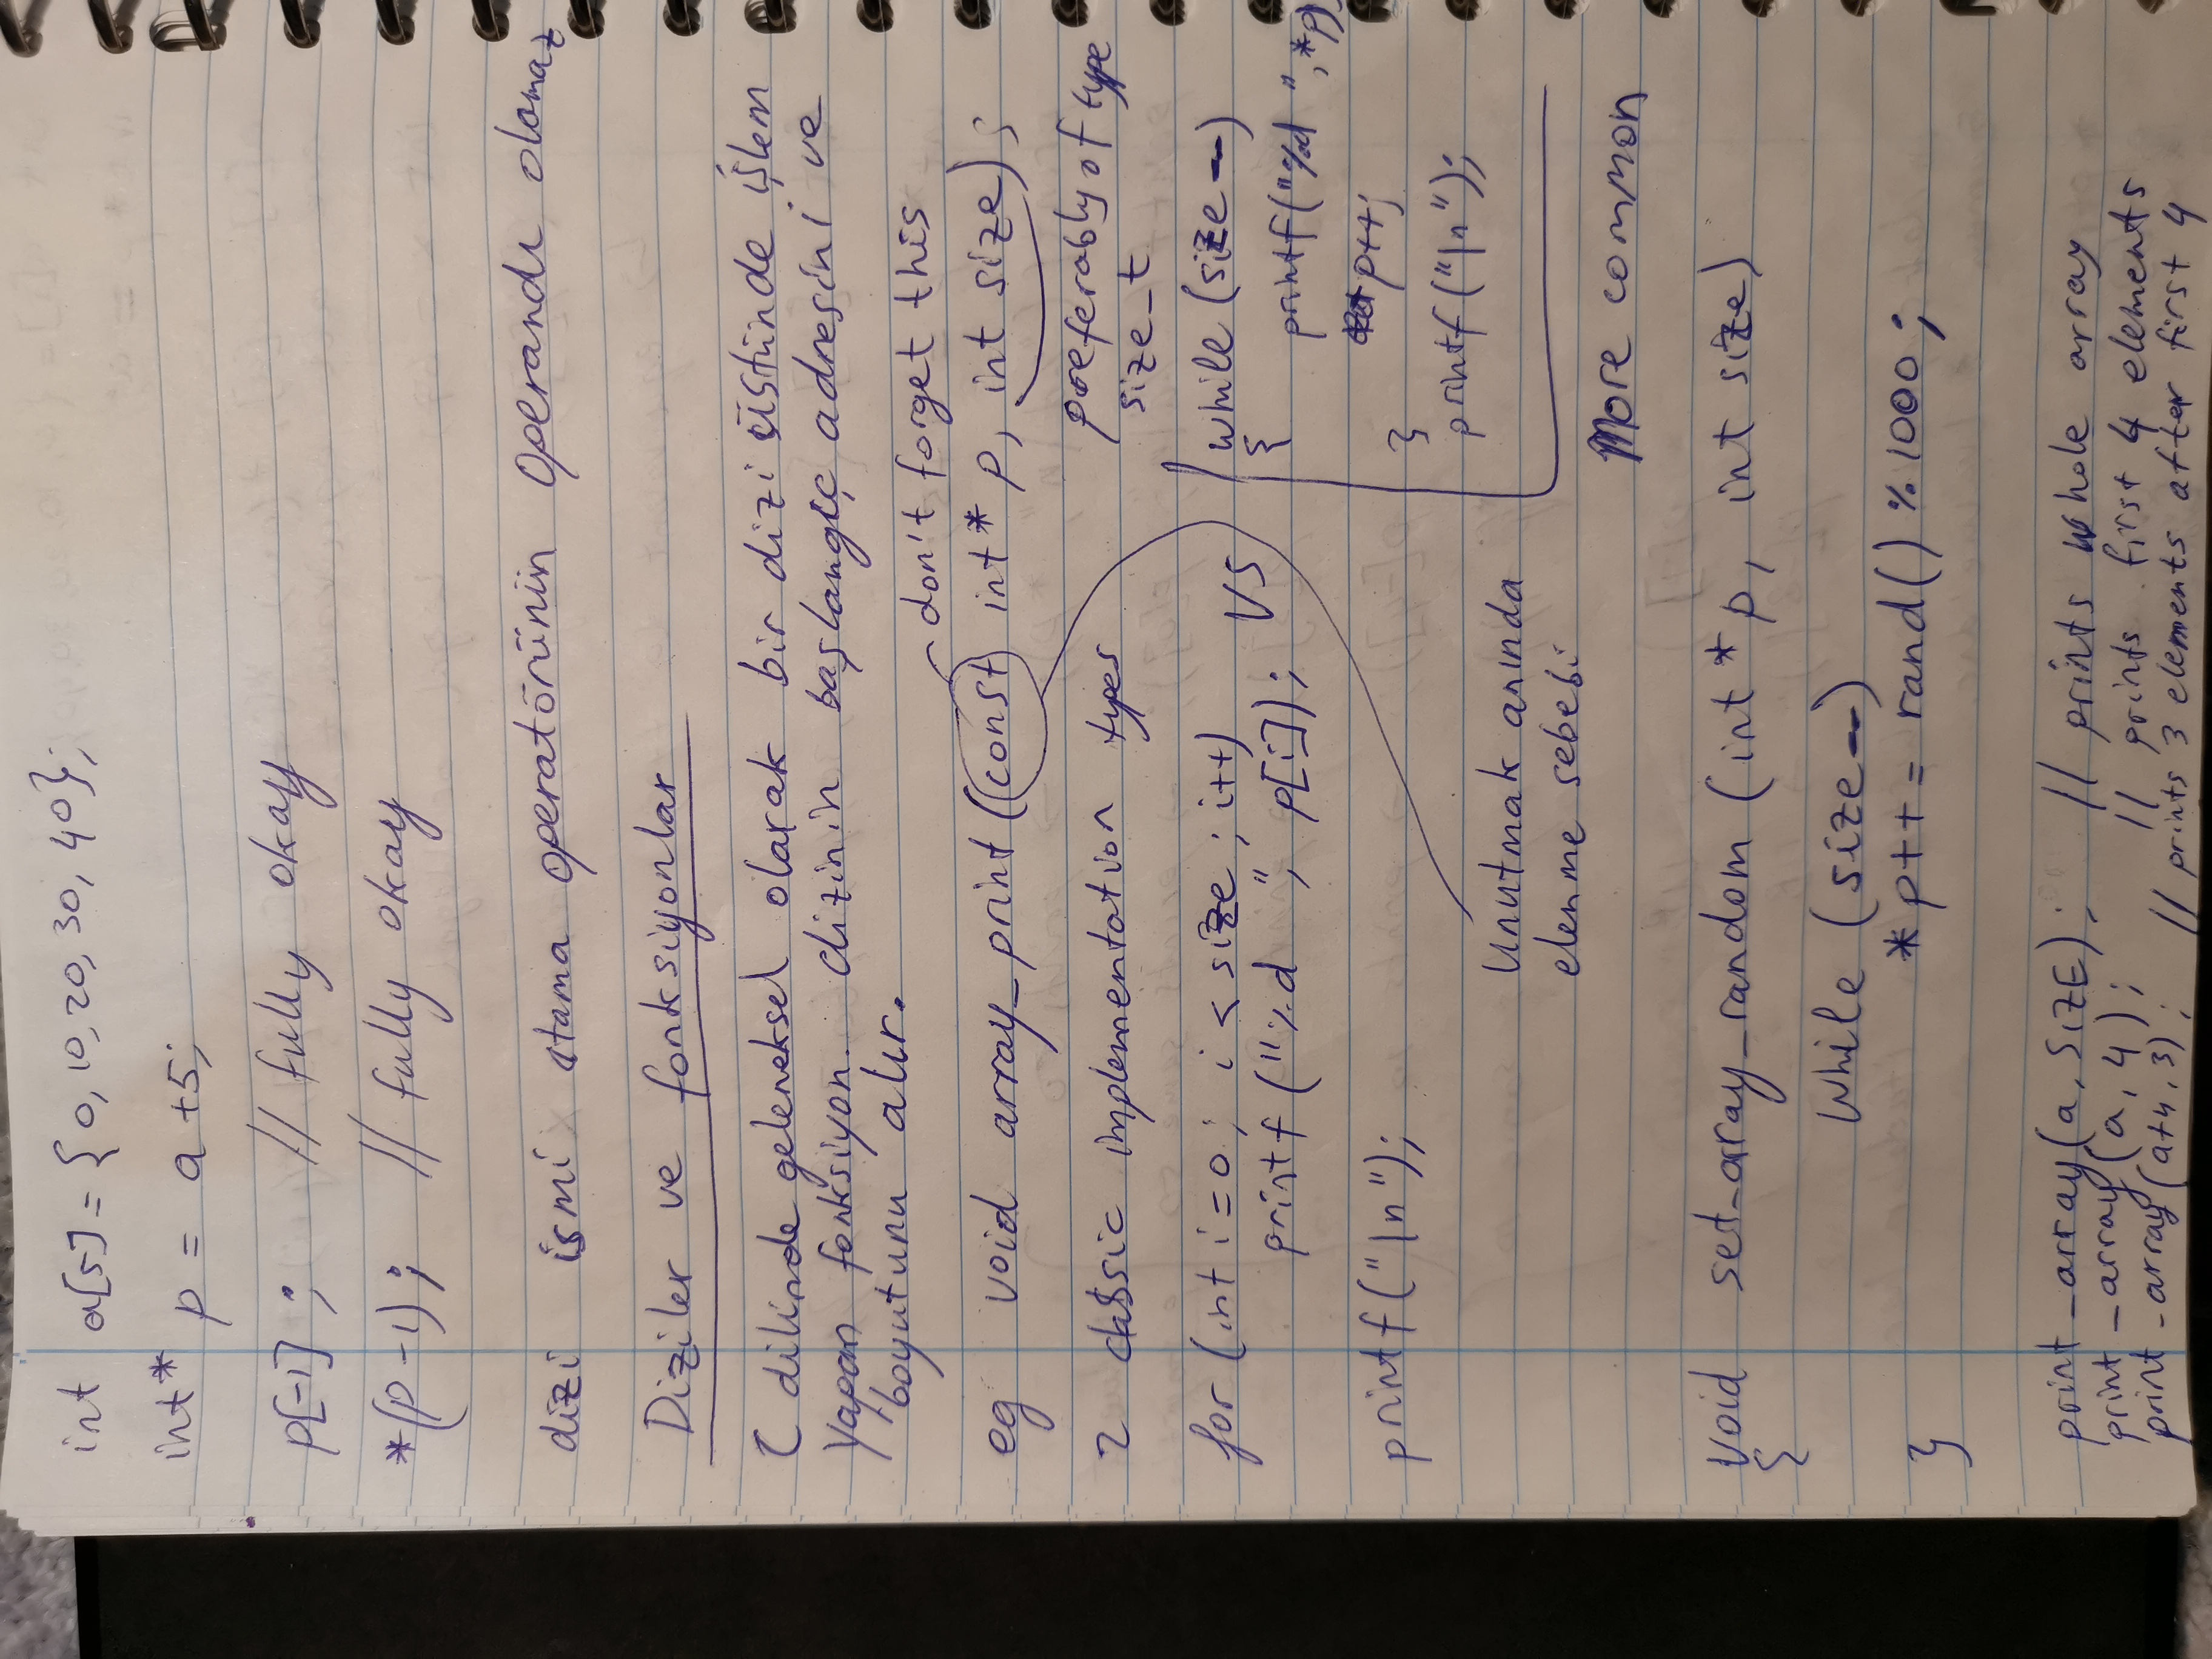 int a[5] = {0, 10, 20, 30, 40};
int* p = a+5;
p[-1]; // fully okay
*(p-1); // fully okay
dizi ismi atama operatörünün operandı olamaz
Diziler ve fonksiyonlar
C dilinde geleneksel olarak bir dizi üstünde işlem
yapan fonksiyon. dizinin başlangıç adresini ve
boyutunu alır.
don't forget this
eg void array_print(const int* p, int size);
preferably of type
size_t
2 classic implementation types
for (int i=0; i < size; i++)
printf("%d ", p[i]);
printf("\n");
vs
while (size--)
{
printf("%d ", *p);
p++;
}
printf("\n");
Unutmak anında
elenme sebebi
More common
void set_array_random (int* p, int size)
{
While (size--)
*p++ = rand() % 1000;
}
print_array(a, SIZE); // prints whole array
print_array(a, 4); // prints first 4 elements
print_array(a+4, 3); // prints 3 elements after first 4